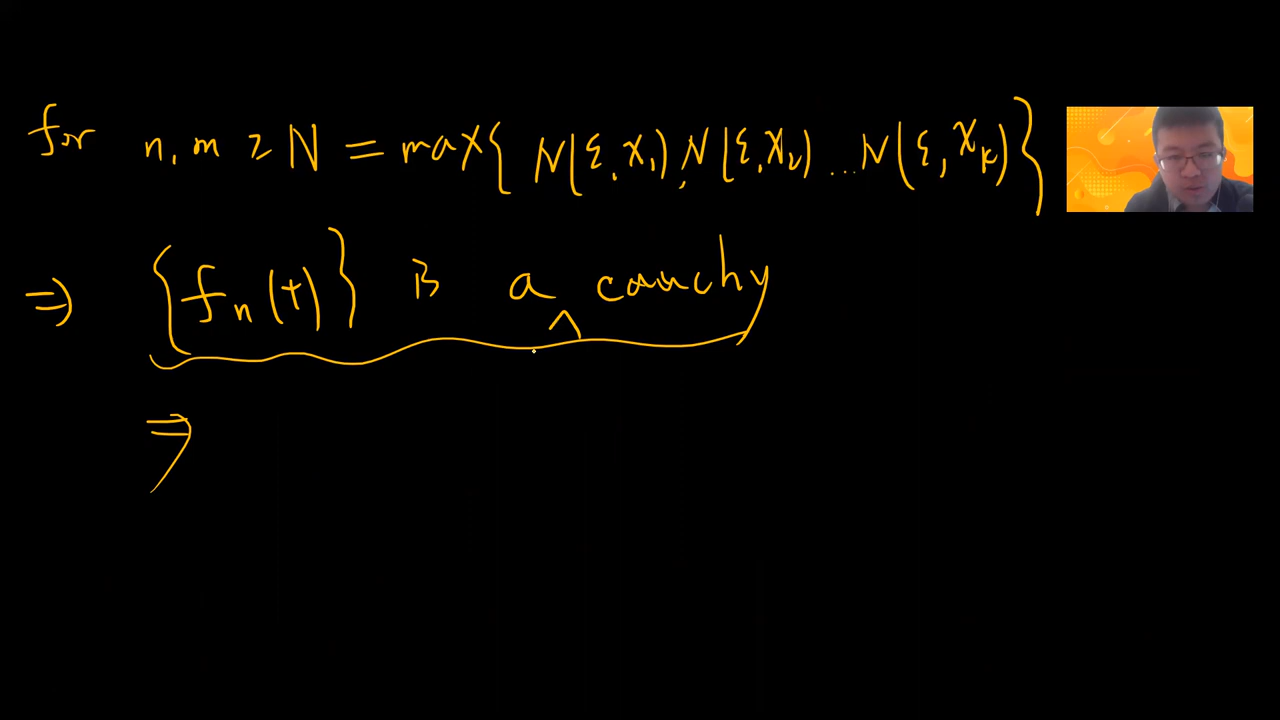 for n, m ≥ N = max{ N(ε, x₁), N(ε, x₂) ... N(ε, xₖ) }
⇒ {fₙ(t)} is a ^ cauchy
⇒